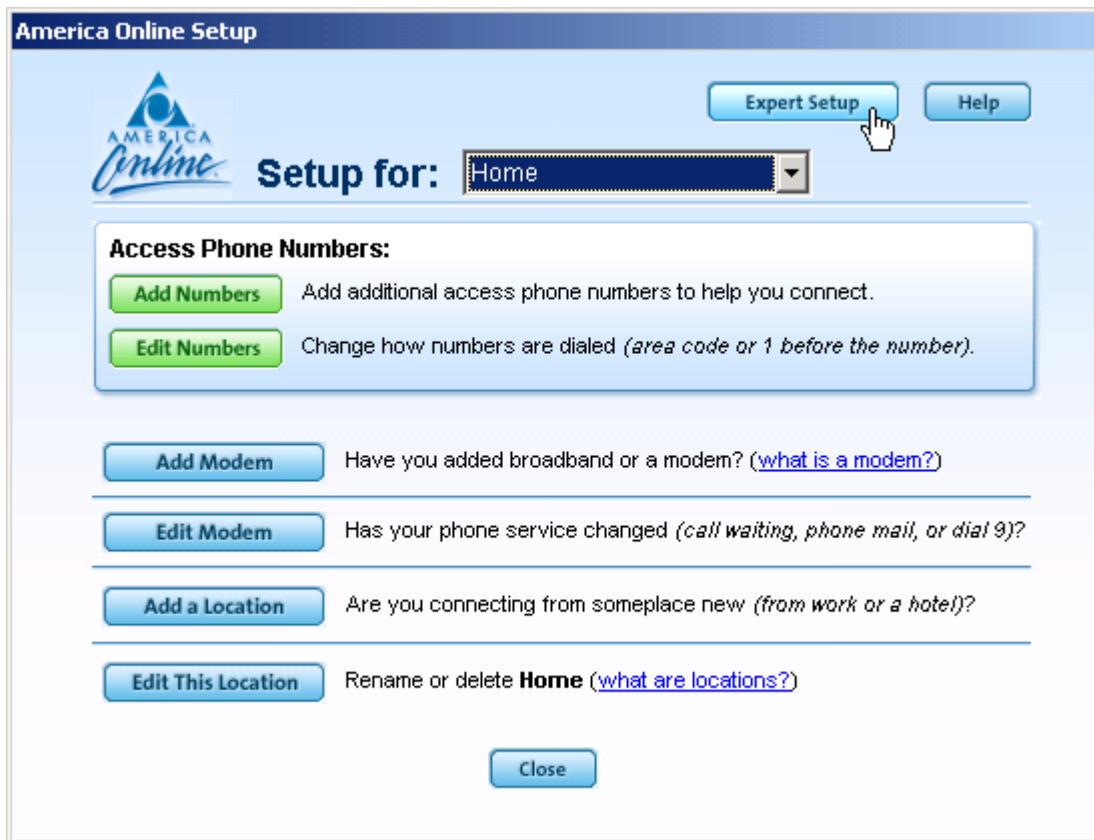 America Online Setup
Expert Setup
Help
AMERICA
Online.
Setup for: Home
Access Phone Numbers:
Add Numbers Add additional access phone numbers to help you connect.
Edit Numbers Change how numbers are dialed (area code or 1 before the number).
Add Modem Have you added broadband or a modem? (what is a modem?)
Edit Modem Has your phone service changed (call waiting, phone mail, or dial 9)?
Add a Location Are you connecting from someplace new (from work or a hotel)?
Edit This Location Rename or delete Home (what are locations?)
Close